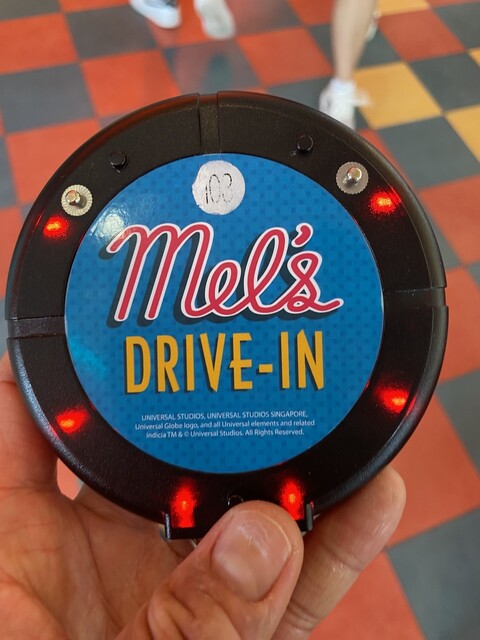 103
Mel's
DRIVE-IN
UNIVERSAL STUDIOS, UNIVERSAL STUDIOS SINGAPORE,
Universal Globe logo, and all Universal elements and related
indicia TM & © Universal Studios. All Rights Reserved.